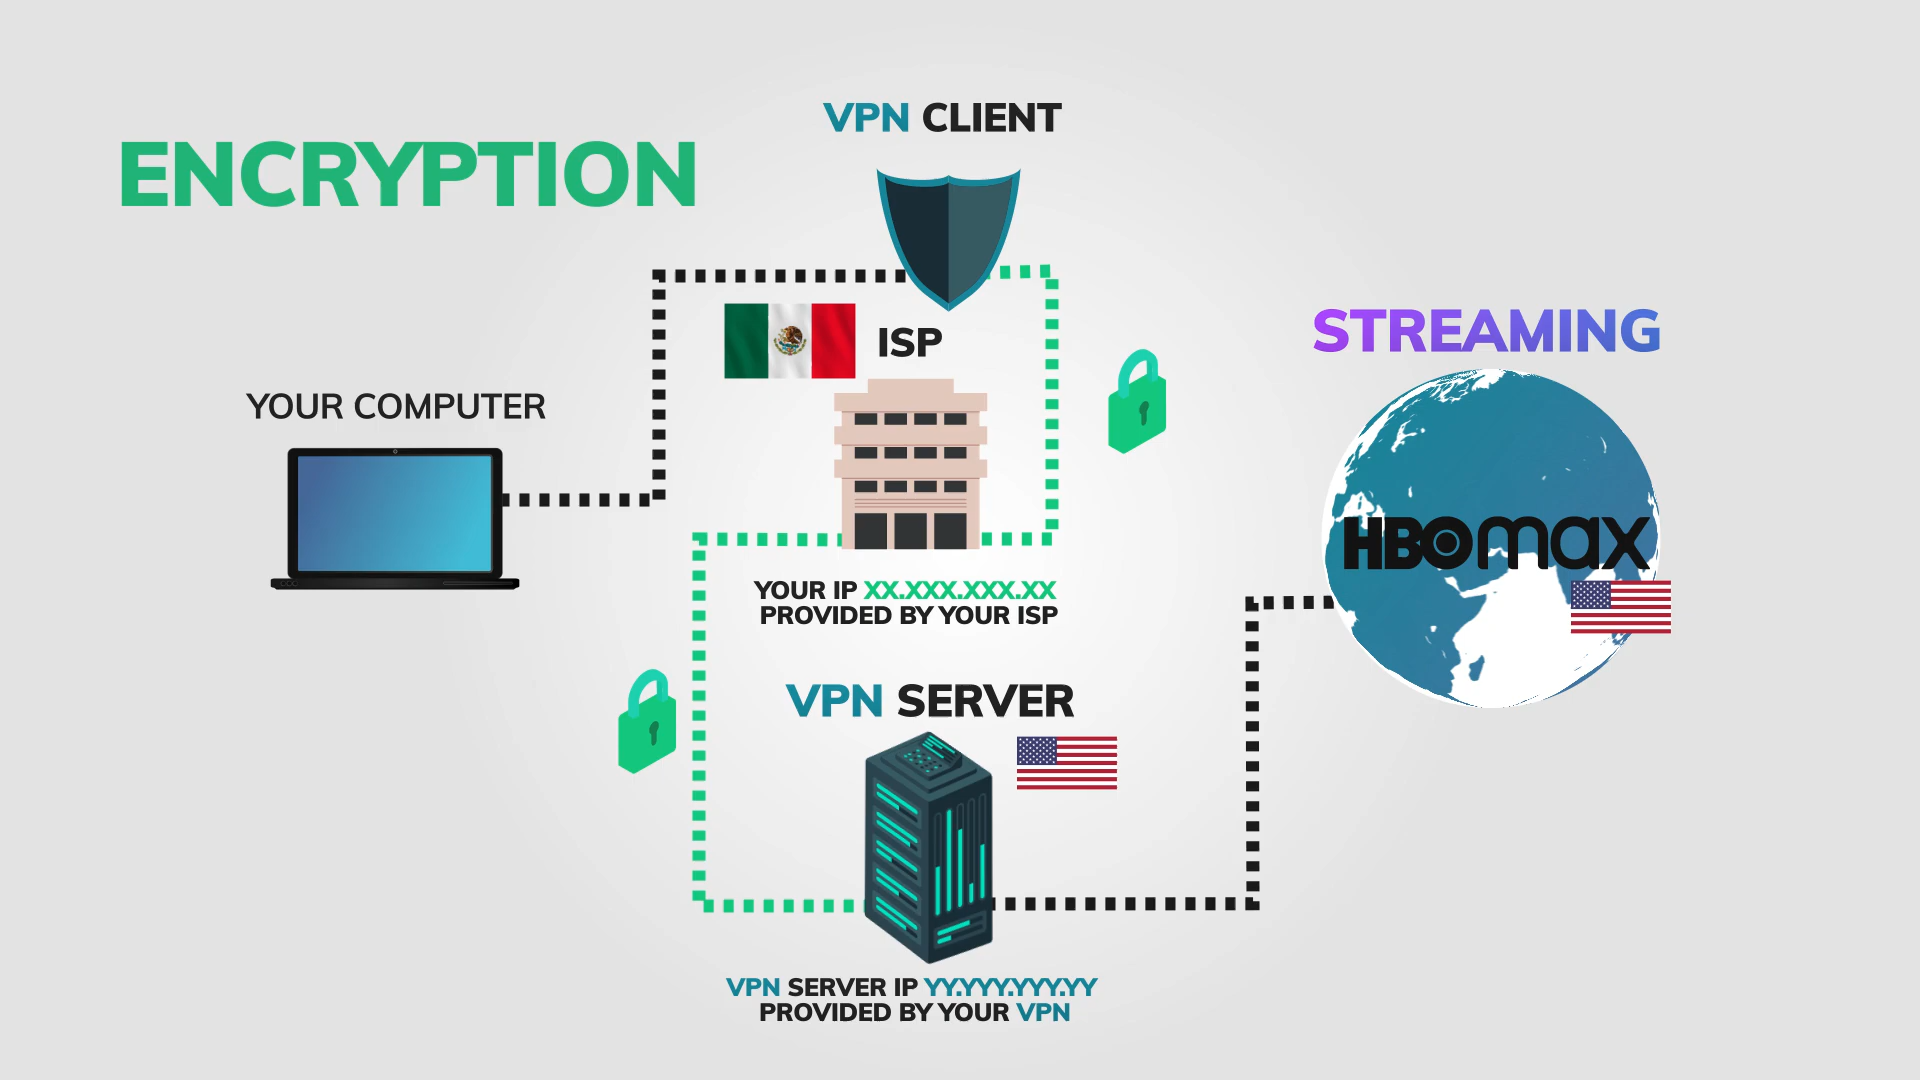 VPN CLIENT
ENCRYPTION
ISP
STREAMING
YOUR COMPUTER
HBOmax
YOUR IP XX.XXX.XXX.XX
PROVIDED BY YOUR ISP
VPN SERVER
VPN SERVER IP YY.YYY.YYY.YY
PROVIDED BY YOUR VPN